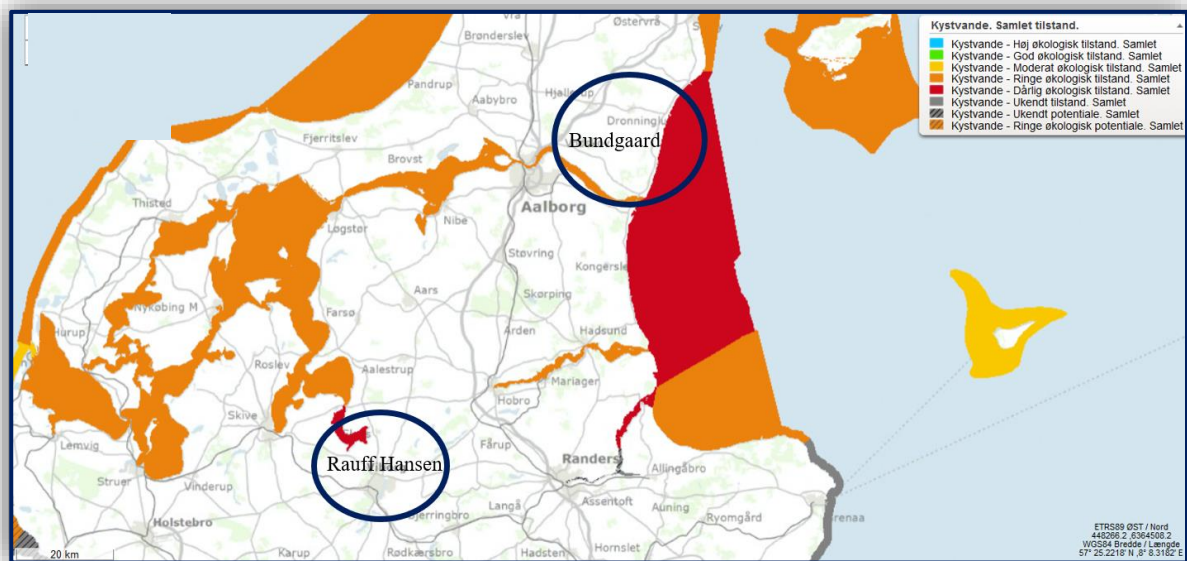 Vrå
Østervrå
Brønderslev
Pandrup
Hjallerup
Aabybro
Dronninglu
Fjerritslev
Bundgaard
Brovst
Thisted
Aalborg
Løgstør
Nibe
Støvring
Kongersle
Nykøbing M
Aars
Skørping
Farsø
Hurup
Arden
Hadsund
Roslev
Aalestrup
Mariager
Hobro
Skive
Lemvig
Fårup
Rauff Hansen
Randers
Allingåbro
Struer
Vinderup
Langå
Assentoft
Auning
Holstebro
Bjerringbro
Ryomgård
renaa
20 km
Karup
Rødkærsbro
Hadsten
Hornslet
Kystvande. Samlet tilstand.
Kystvande - Høj økologisk tilstand. Samlet
Kystvande - God økologisk tilstand. Samlet
Kystvande - Moderat økologisk tilstand. Samlet
Kystvande - Ringe økologisk tilstand. Samlet
Kystvande - Dårlig økologisk tilstand. Samlet
Kystvande - Ukendt tilstand. Samlet
Kystvande - Ukendt potentiale. Samlet
Kystvande - Ringe økologisk potentiale. Samlet
ETRS89 ØST / Nord
448266.2 ,6364508.2
WGS84 Bredde / Længde
57° 25.2218' N ,8° 8.3182' E